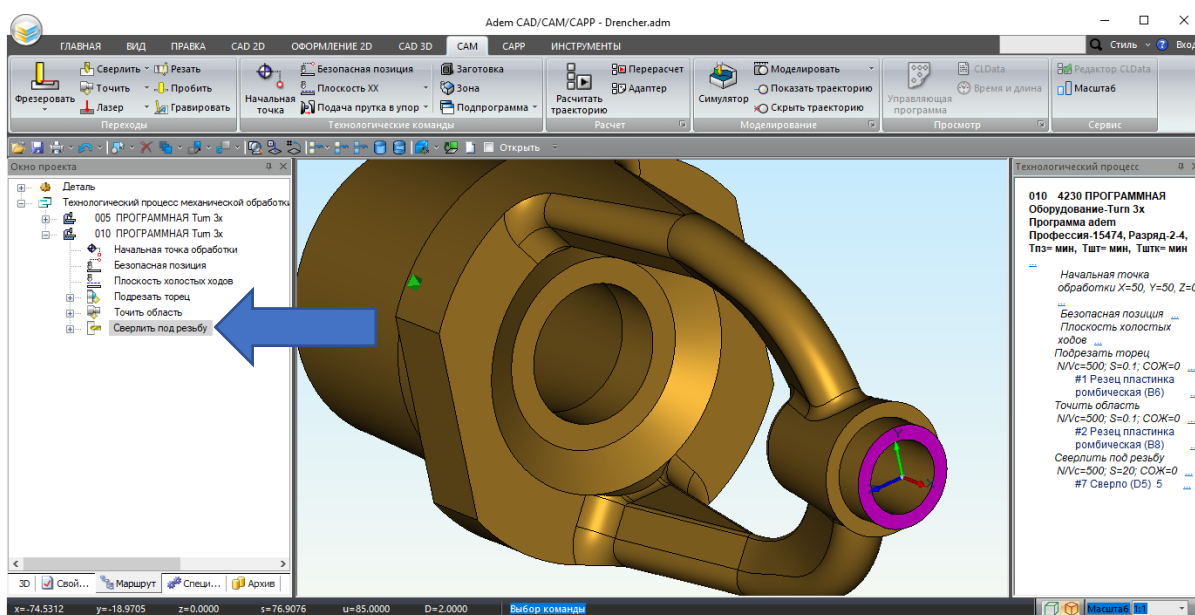 Adem CAD/CAM/CAPP - Drencher.adm
ГЛАВНАЯ ВИД ПРАВКА CAD 2D ОФОРМЛЕНИЕ 2D CAD 3D CAM CAPP ИНСТРУМЕНТЫ Стиль Вход
Фрезеровать
Сверлить Резать
Точить Пробить
Лазер Гравировать
Переходы
Начальная
точка
Безопасная позиция Заготовка
Плоскость ХХ Зона
Подача прутка в упор Подпрограмма
Технологические команды
Расчитать
траекторию
Перерасчет
Адаптер
Расчет
Симулятор
Моделировать
Показать траекторию
Скрыть траекторию
Моделирование
Управляющая
программа
CLData
Время и длина
Просмотр
Редактор CLData
Масштаб
Сервис
Открыть
Окно проекта
Деталь
Технологический процесс механической обработки
005 ПРОГРАММНАЯ Turn 3x
010 ПРОГРАММНАЯ Turn 3x
Начальная точка обработки
Безопасная позиция
Плоскость холостых ходов
Подрезать торец
Точить область
Сверлить под резьбу
3D Свой... Маршрут Специ... Архив
Y
X
Технологический процесс
010 4230 ПРОГРАММНАЯ
Оборудование-Turn 3x
Программа adem
Профессия-15474, Разряд-2-4,
Тпз= мин, Тшт= мин, Тштк= мин
...
Начальная точка
обработки X=50, Y=50, Z=0
...
Безопасная позиция ...
Плоскость холостых
ходов ...
Подрезать торец
N/Vc=500; S=0.1; СОЖ=0 ...
#1 Резец пластинка
ромбическая (B6) ...
Точить область
N/Vc=500; S=0.1; СОЖ=0 ...
#2 Резец пластинка
ромбическая (B8) ...
Сверлить под резьбу
N/Vc=500; S=20; СОЖ=0 ...
#7 Сверло (D5) 5 ...
x=-74.5312 y=-18.9705 z=0.0000 s=76.9076 u=85.0000 D=2.0000 Выбор команды Масштаб 1:1